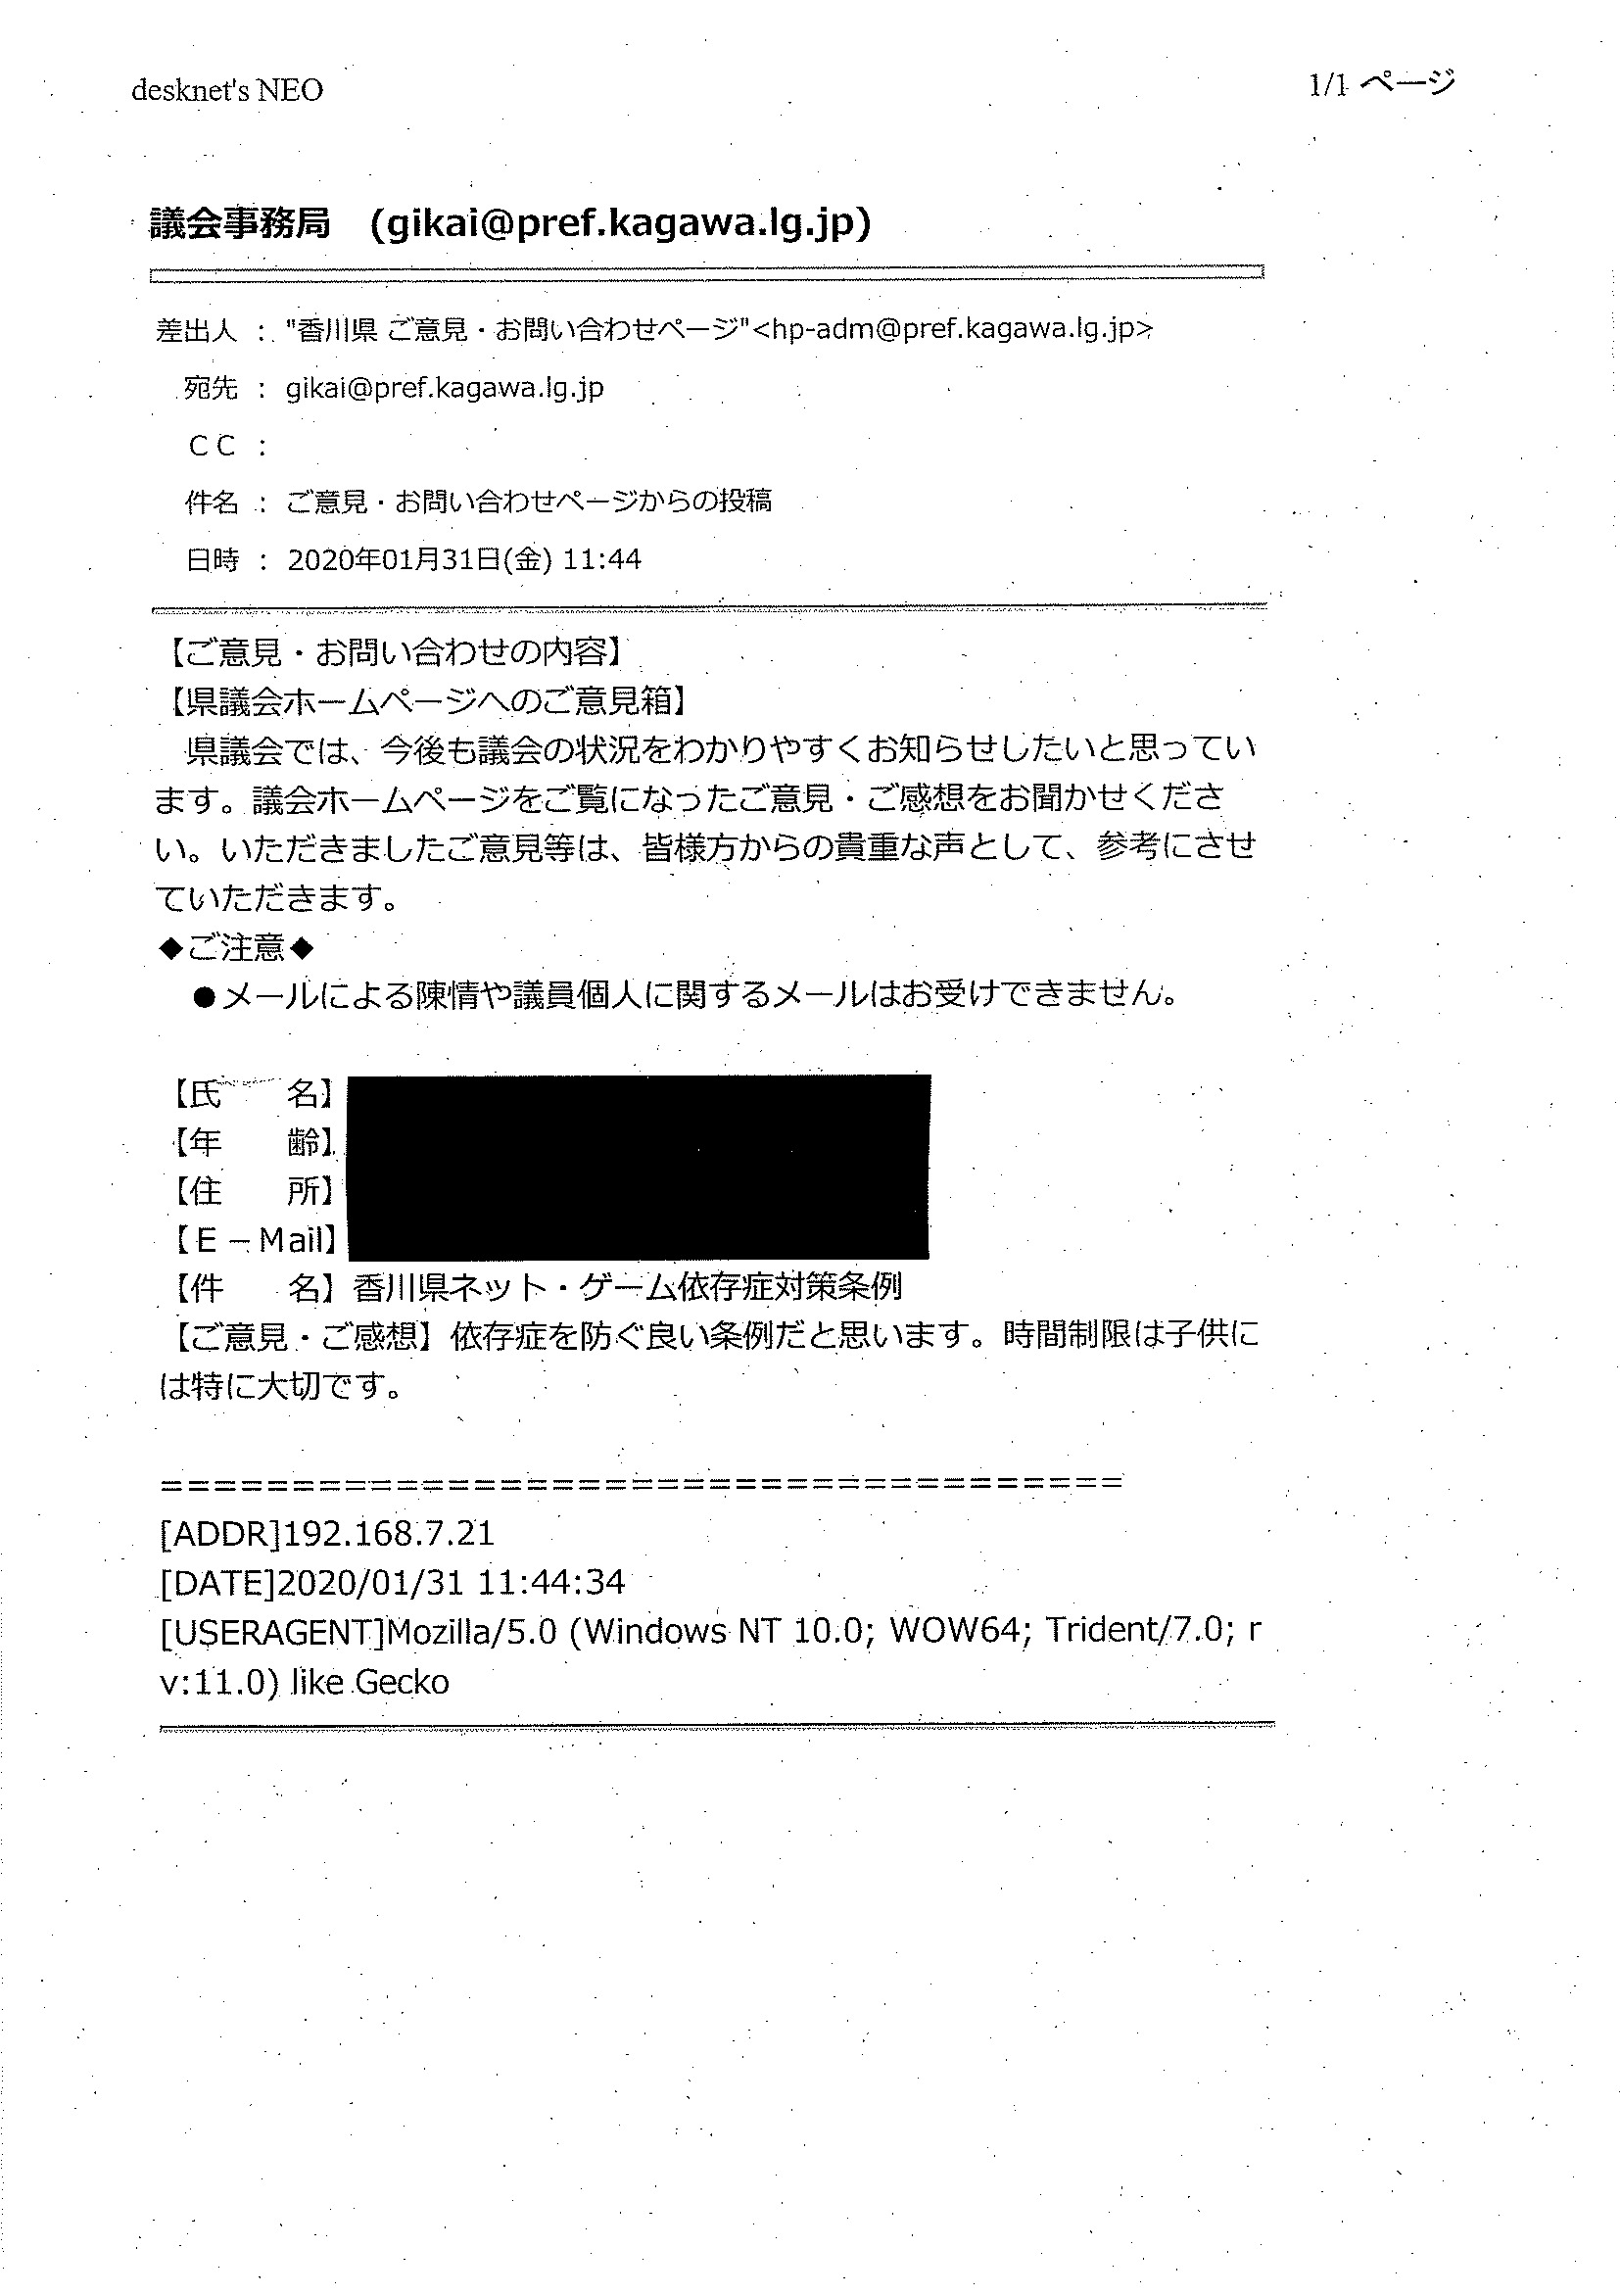 desknet's NEO
1/1 ページ
議会事務局　(gikai@pref.kagawa.lg.jp)
差出人 ： "香川県 ご意見・お問い合わせページ"<hp-adm@pref.kagawa.lg.jp>
宛先 ： gikai@pref.kagawa.lg.jp
ＣＣ ：
件名 ： ご意見・お問い合わせページからの投稿
日時 ： 2020年01月31日(金) 11:44
【ご意見・お問い合わせの内容】
【県議会ホームページへのご意見箱】
　県議会では、今後も議会の状況をわかりやすくお知らせしたいと思ってい
ます。議会ホームページをご覧になったご意見・ご感想をお聞かせくださ
い。いただきましたご意見等は、皆様方からの貴重な声として、参考にさせ
ていただきます。
◆ご注意◆
　●メールによる陳情や議員個人に関するメールはお受けできません。
【氏　　名】
【年　　齢】
【住　　所】
【Ｅ－Mail】
【件　　名】香川県ネット・ゲーム依存症対策条例
【ご意見・ご感想】依存症を防ぐ良い条例だと思います。時間制限は子供に
は特に大切です。
=====================================
[ADDR]192.168.7.21
[DATE]2020/01/31 11:44:34
[USERAGENT]Mozilla/5.0 (Windows NT 10.0; WOW64; Trident/7.0; r
v:11.0) like Gecko